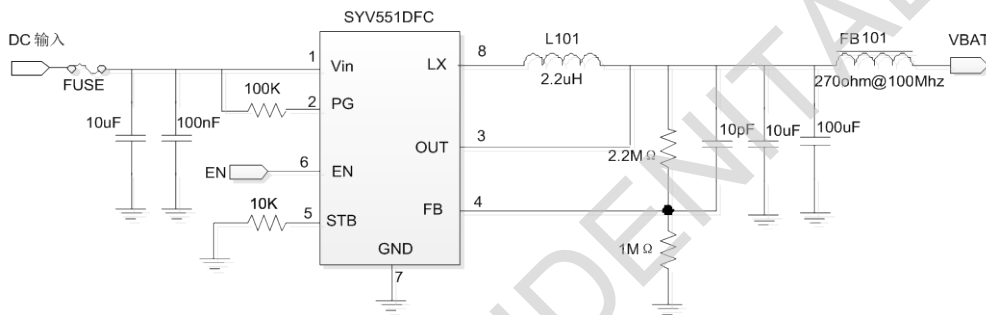 SYV551DFC
DC 输入
FUSE
10uF
100nF
100K
1
Vin
2
PG
6
EN
EN
10K
5
STB
GND
7
LX
8
OUT
3
FB
4
L101
2.2uH
2.2MΩ
1MΩ
10pF
10uF
100uF
FB101
270ohm@100Mhz
VBAT